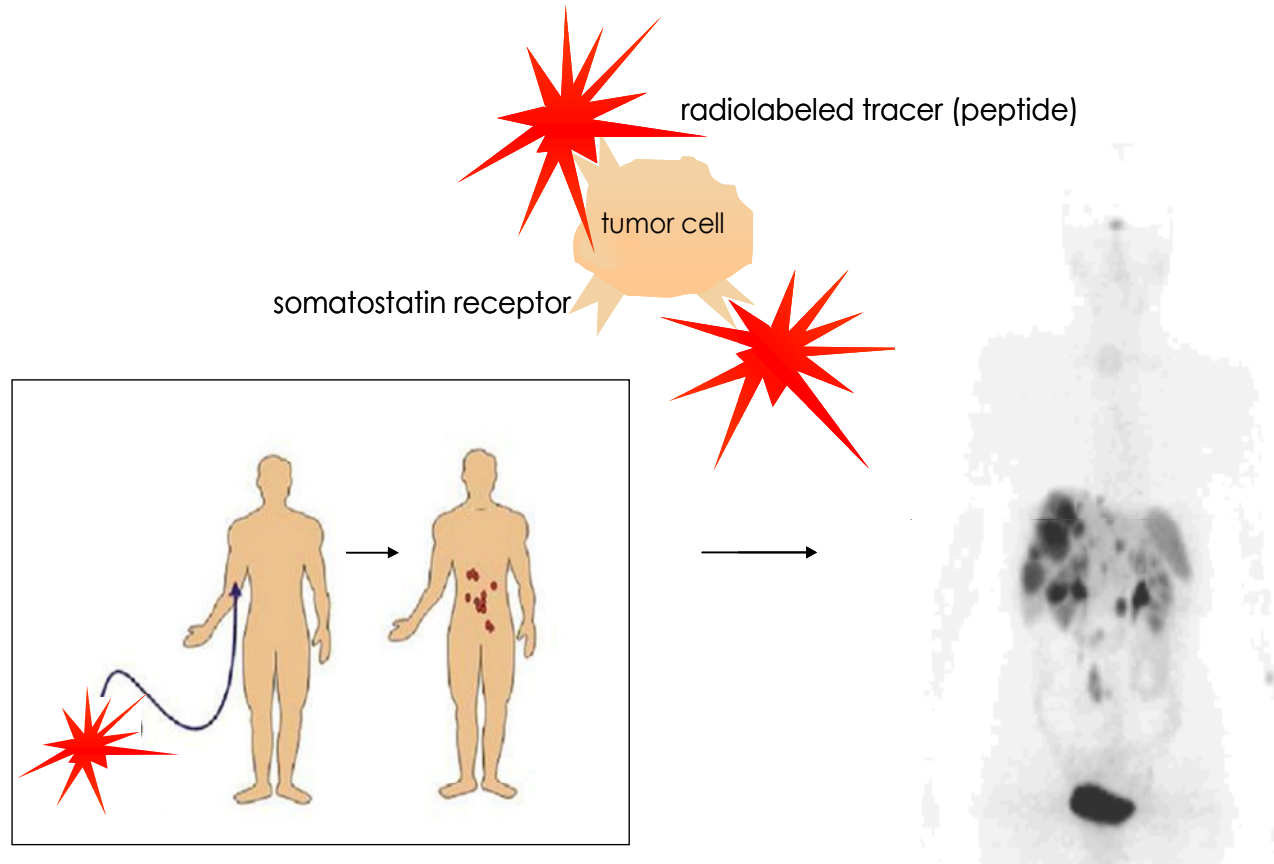 radiolabeled tracer (peptide)
tumor cell
somatostatin receptor